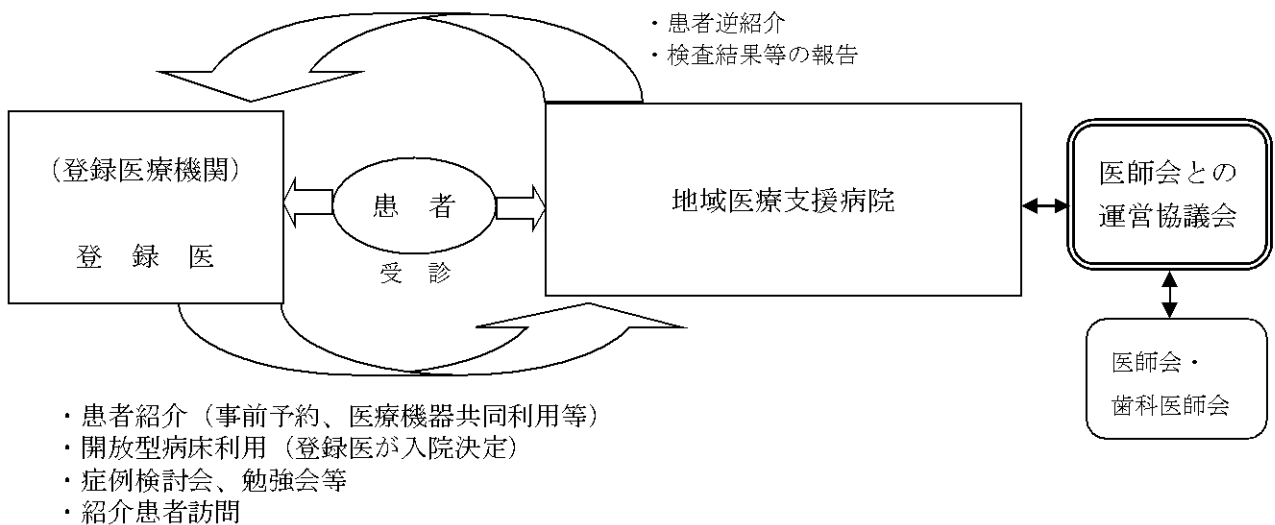 ・患者逆紹介
・検査結果等の報告
（登録医療機関）
登　録　医
患　者
受　診
地域医療支援病院
医師会との
運営協議会
医師会・
歯科医師会
・患者紹介（事前予約、医療機器共同利用等）
・開放型病床利用（登録医が入院決定）
・症例検討会、勉強会等
・紹介患者訪問